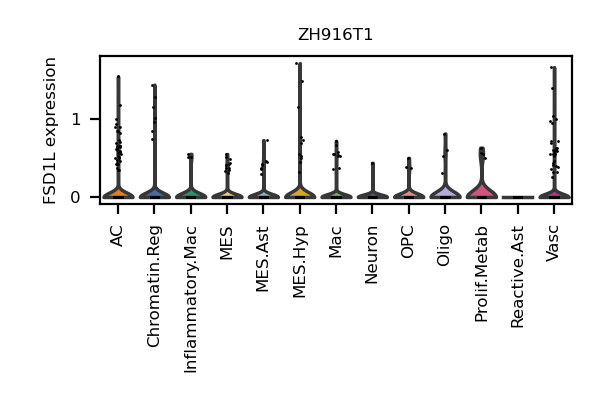 ZH916T1
FSD1L expression
1
0
AC
Chromatin.Reg
Inflammatory.Mac
MES
MES.Ast
MES.Hyp
Mac
Neuron
OPC
Oligo
Prolif.Metab
Reactive.Ast
Vasc